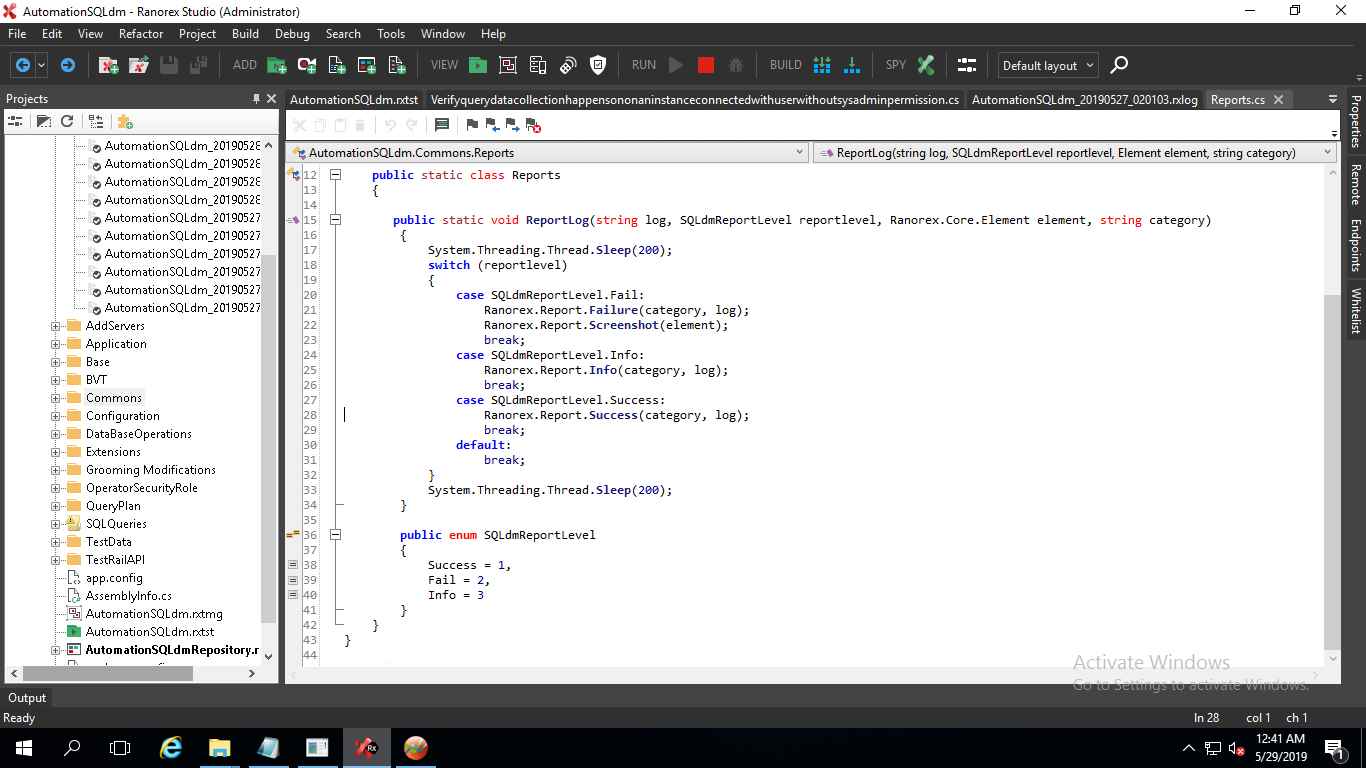 AutomationSQLdm - Ranorex Studio (Administrator)
File Edit View Refactor Project Build Debug Search Tools Window Help
ADD VIEW RUN BUILD SPY Default layout
Projects
AutomationSQLdm.rxtst Verifyquerydatacollectionhappensononaninstanceconnectedwithuserwithoutsysadminpermission.cs AutomationSQLdm_20190527_020103.rxlog Reports.cs
AutomationSQLdm.Commons.Reports ReportLog(string log, SQLdmReportLevel reportlevel, Element element, string category)
AutomationSQLdm_20190528
AutomationSQLdm_20190528
AutomationSQLdm_20190528
AutomationSQLdm_20190528
AutomationSQLdm_20190527
AutomationSQLdm_20190527
AutomationSQLdm_20190527
AutomationSQLdm_20190527
AutomationSQLdm_20190527
AutomationSQLdm_20190527
AddServers
Application
Base
BVT
Commons
Configuration
DataBaseOperations
Extensions
Grooming Modifications
OperatorSecurityRole
QueryPlan
SQLQueries
TestData
TestRailAPI
app.config
AssemblyInfo.cs
AutomationSQLdm.rxtmg
AutomationSQLdm.rxtst
AutomationSQLdmRepository.r
12 public static class Reports
13 {
14
15 public static void ReportLog(string log, SQLdmReportLevel reportlevel, Ranorex.Core.Element element, string category)
16 {
17 System.Threading.Thread.Sleep(200);
18 switch (reportlevel)
19 {
20 case SQLdmReportLevel.Fail:
21 Ranorex.Report.Failure(category, log);
22 Ranorex.Report.Screenshot(element);
23 break;
24 case SQLdmReportLevel.Info:
25 Ranorex.Report.Info(category, log);
26 break;
27 case SQLdmReportLevel.Success:
28 Ranorex.Report.Success(category, log);
29 break;
30 default:
31 break;
32 }
33 System.Threading.Thread.Sleep(200);
34 }
35
36 public enum SQLdmReportLevel
37 {
38 Success = 1,
39 Fail = 2,
40 Info = 3
41 }
42 }
43 }
44
Properties
Remote
Endpoints
Whitelist
Activate Windows
Go to Settings to activate Windows.
Output
Ready ln 28 col 1 ch 1
Rx
12:41 AM
5/29/2019
1